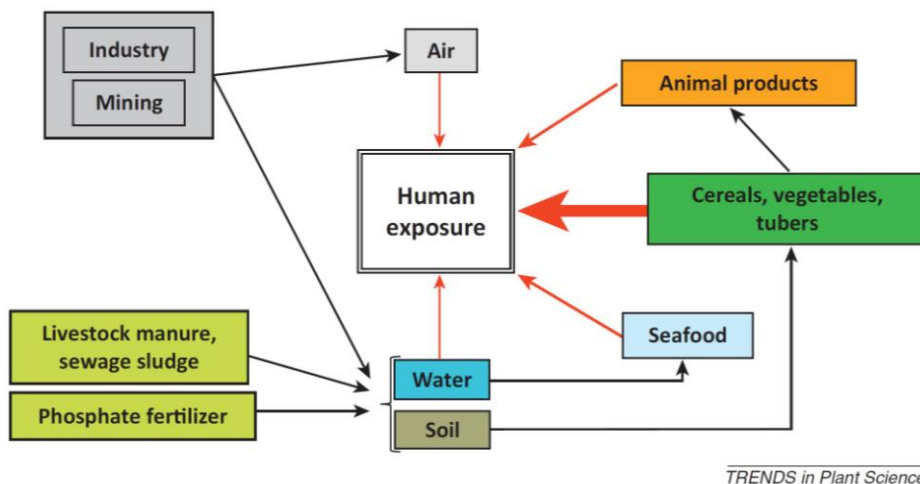 Industry
Mining
Air
Animal products
Human
exposure
Cereals, vegetables,
tubers
Livestock manure,
sewage sludge
Phosphate fertilizer
Seafood
Water
Soil
TRENDS in Plant Science